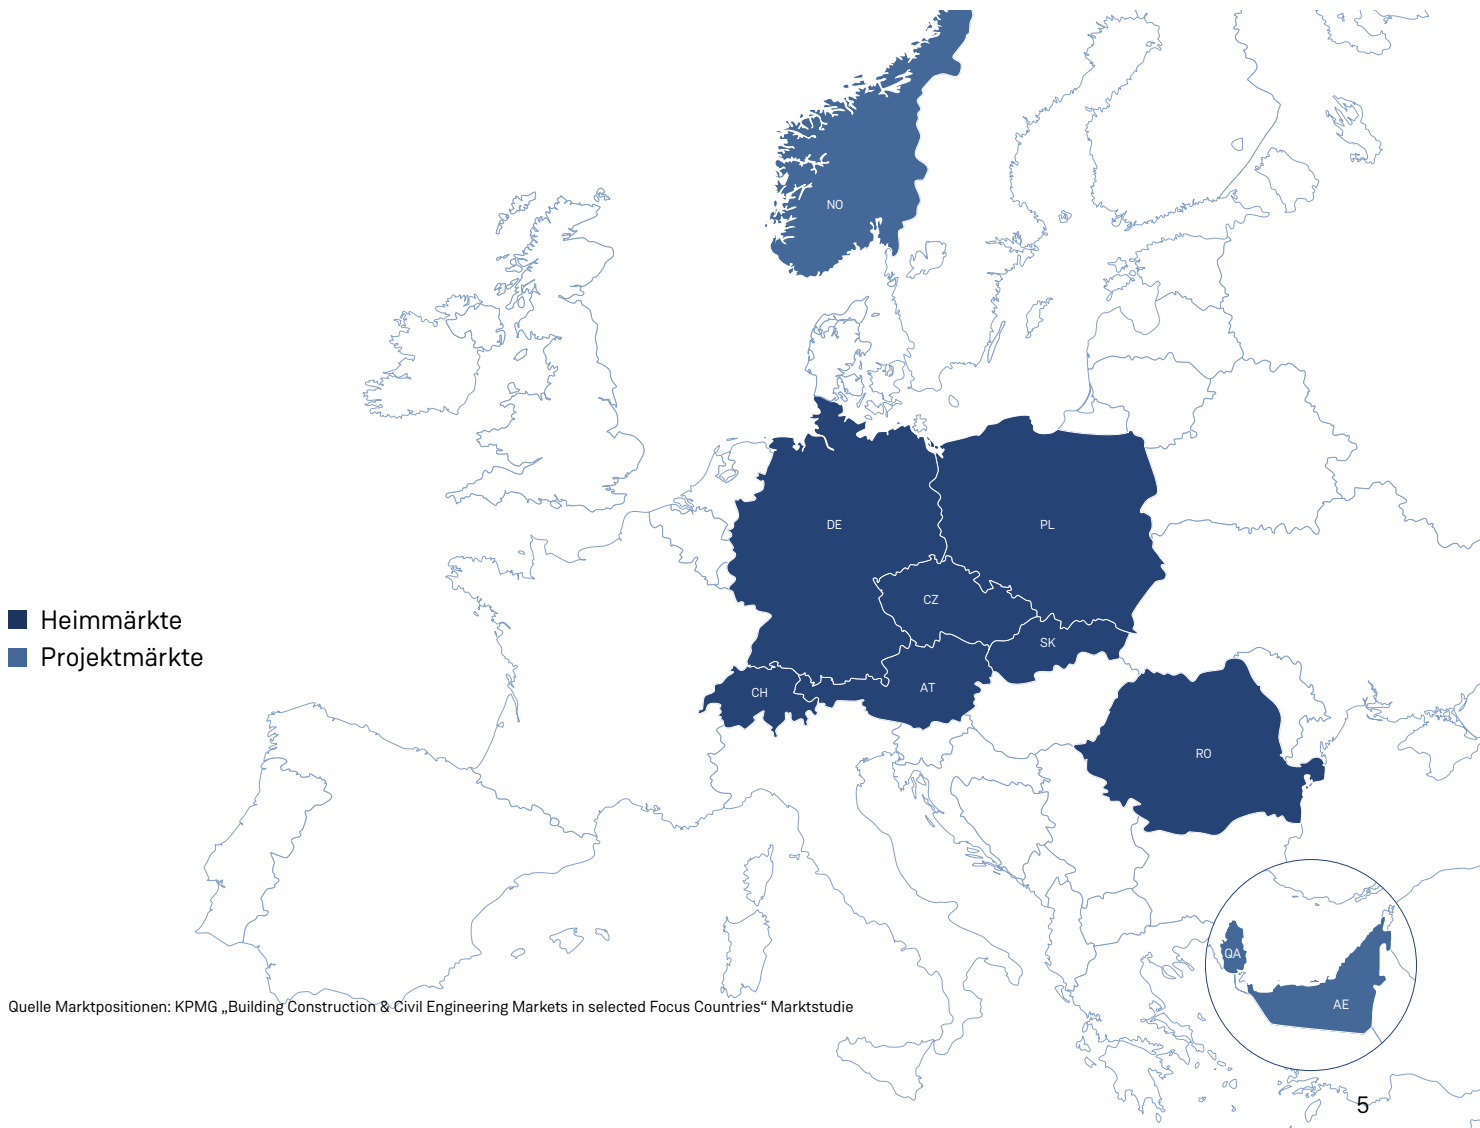 NO
DE
PL
CZ
SK
CH
AT
RO
Heimmärkte
Projektmärkte
QA
AE
Quelle Marktpositionen: KPMG „Building Construction & Civil Engineering Markets in selected Focus Countries“ Marktstudie
5